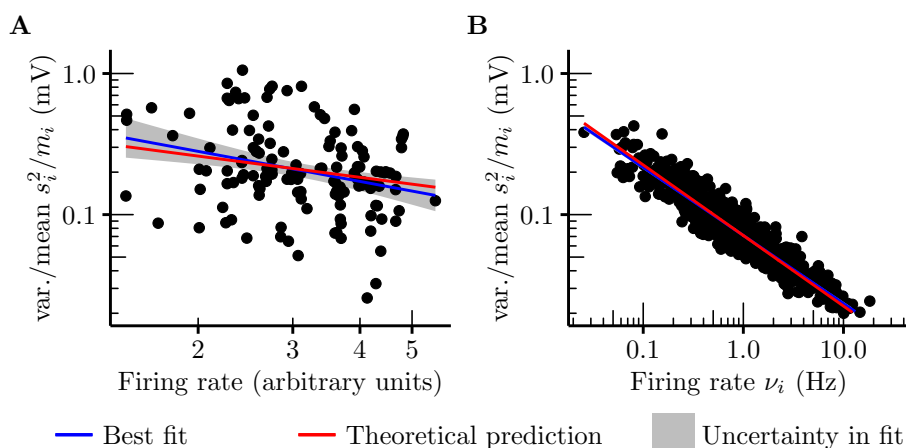 A
B
var./mean s_i^2/m_i (mV)
1.0
0.1
2
3
4
5
Firing rate (arbitrary units)
var./mean s_i^2/m_i (mV)
1.0
0.1
0.1
1.0
10.0
Firing rate ν_i (Hz)
Best fit
Theoretical prediction
Uncertainty in fit